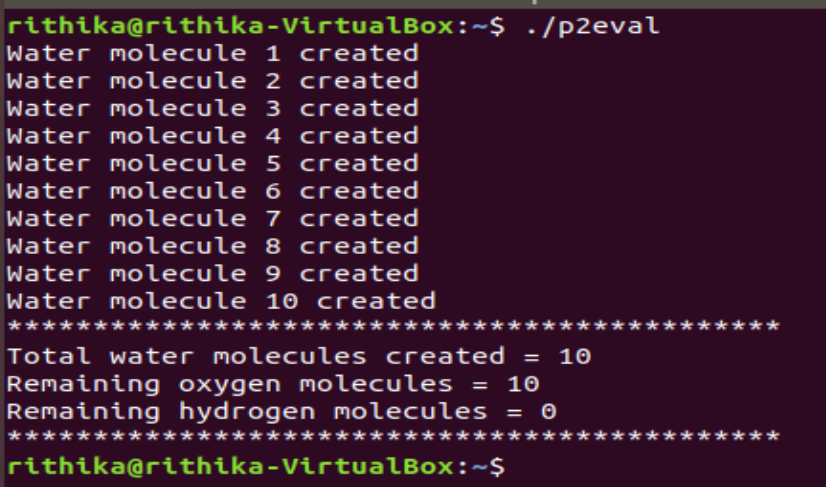 rithika@rithika-VirtualBox:~$ ./p2eval
Water molecule 1 created
Water molecule 2 created
Water molecule 3 created
Water molecule 4 created
Water molecule 5 created
Water molecule 6 created
Water molecule 7 created
Water molecule 8 created
Water molecule 9 created
Water molecule 10 created
*********************************************
Total water molecules created = 10
Remaining oxygen molecules = 10
Remaining hydrogen molecules = 0
*********************************************
rithika@rithika-VirtualBox:~$